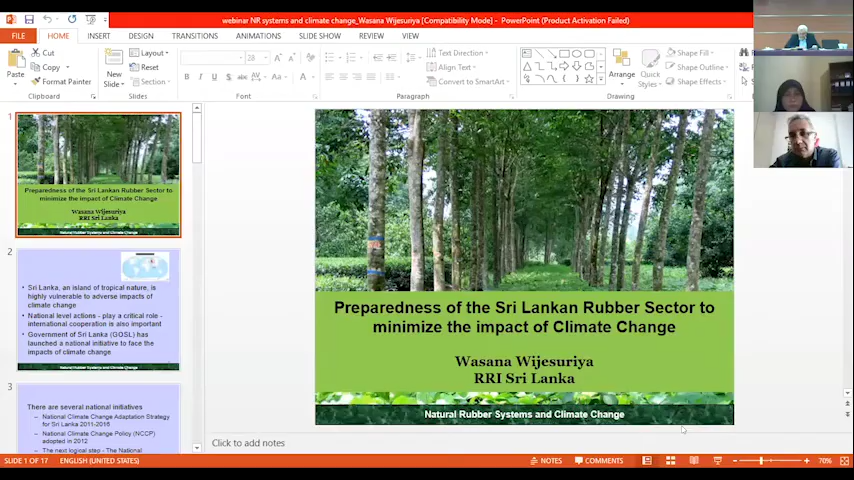 webinar NR systems and climate change_Wasana Wijesuriya [Compatibility Mode] - PowerPoint (Product Activation Failed)
FILE HOME INSERT DESIGN TRANSITIONS ANIMATIONS SLIDE SHOW REVIEW VIEW
Paste
Cut
Copy
Format Painter
Clipboard
New
Slide
Layout
Reset
Section
Slides
B I U S abc AV Aa A
Text Direction
Align Text
Convert to SmartArt
Paragraph
Arrange
Quick
Styles
Shape Fill
Shape Outline
Shape Effects
Drawing
1
Preparedness of the Sri Lankan Rubber Sector to
minimize the impact of Climate Change
Wasana Wijesuriya
RRI Sri Lanka
Natural Rubber Systems and Climate Change
2
• Sri Lanka, an island of tropical nature, is
highly vulnerable to adverse impacts of
climate change
• National level actions - play a critical role -
international cooperation is also important
• Government of Sri Lanka (GOSL) has
launched a national initiative to face the
impacts of climate change
Natural Rubber Systems and Climate Change
3
There are several national initiatives
– National Climate Change Adaptation Strategy
for Sri Lanka 2011-2016
– National Climate Change Policy (NCCP)
adopted in 2012
– The next logical step - The National
Preparedness of the Sri Lankan Rubber Sector to
minimize the impact of Climate Change
Wasana Wijesuriya
RRI Sri Lanka
Natural Rubber Systems and Climate Change
Click to add notes
SLIDE 1 OF 17 ENGLISH (UNITED STATES) NOTES COMMENTS 70%